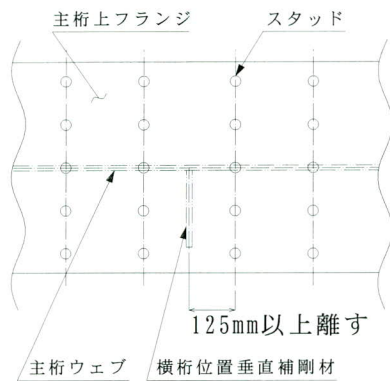 主桁上フランジ
スタッド
125mm以上離す
主桁ウェブ
横桁位置垂直補剛材